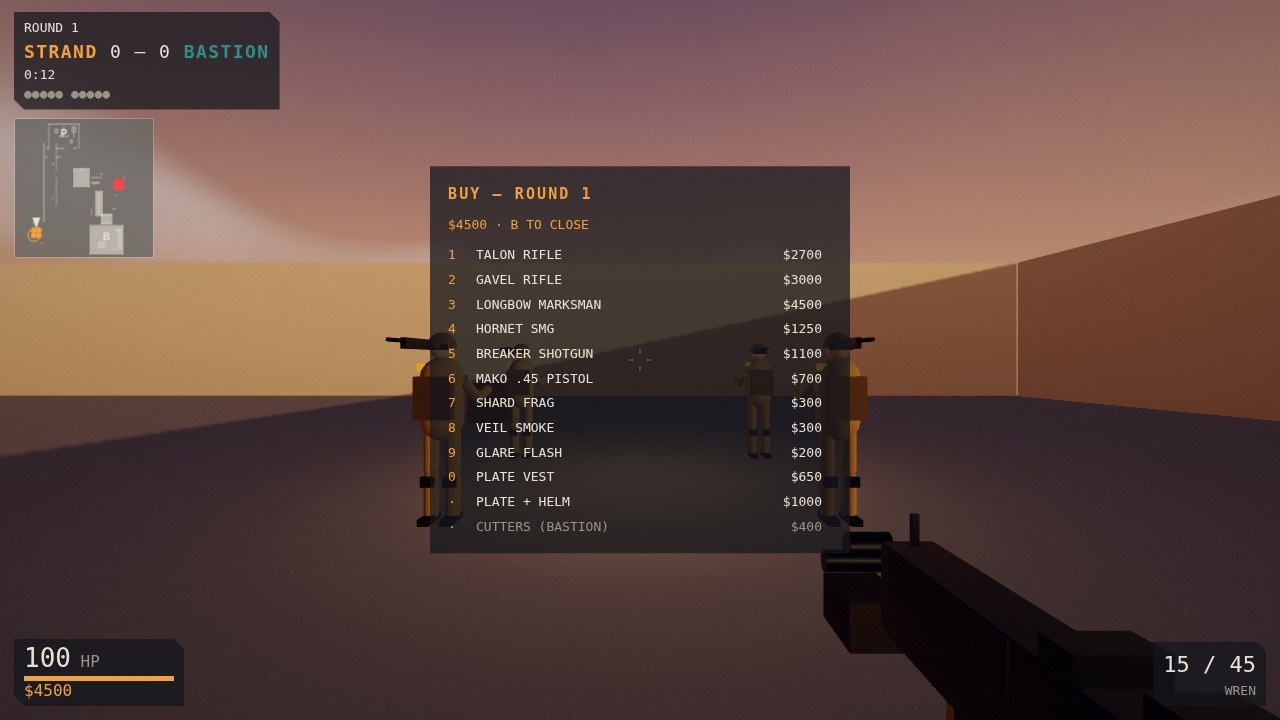 ROUND 1
STRAND 0 — 0 BASTION
0:12
P
B
BUY — ROUND 1
$4500 · B TO CLOSE
1 TALON RIFLE $2700
2 GAVEL RIFLE $3000
3 LONGBOW MARKSMAN $4500
4 HORNET SMG $1250
5 BREAKER SHOTGUN $1100
6 MAKO .45 PISTOL $700
7 SHARD FRAG $300
8 VEIL SMOKE $300
9 GLARE FLASH $200
0 PLATE VEST $650
· PLATE + HELM $1000
· CUTTERS (BASTION) $400
100 HP
$4500
15 / 45
WREN